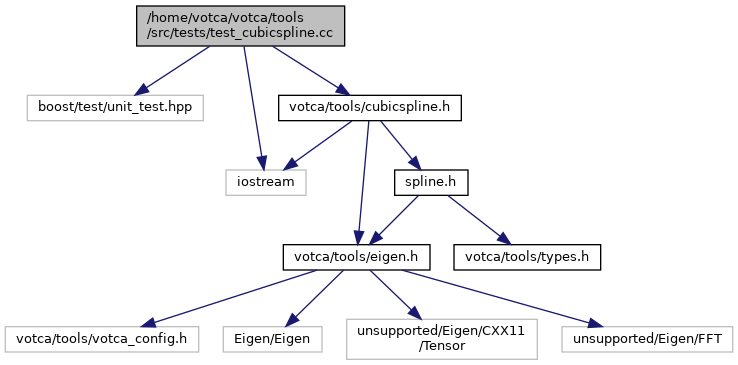 /home/votca/votca/tools
/src/tests/test_cubicspline.cc
boost/test/unit_test.hpp
votca/tools/cubicspline.h
iostream
spline.h
votca/tools/eigen.h
votca/tools/types.h
votca/tools/votca_config.h
Eigen/Eigen
unsupported/Eigen/CXX11
/Tensor
unsupported/Eigen/FFT